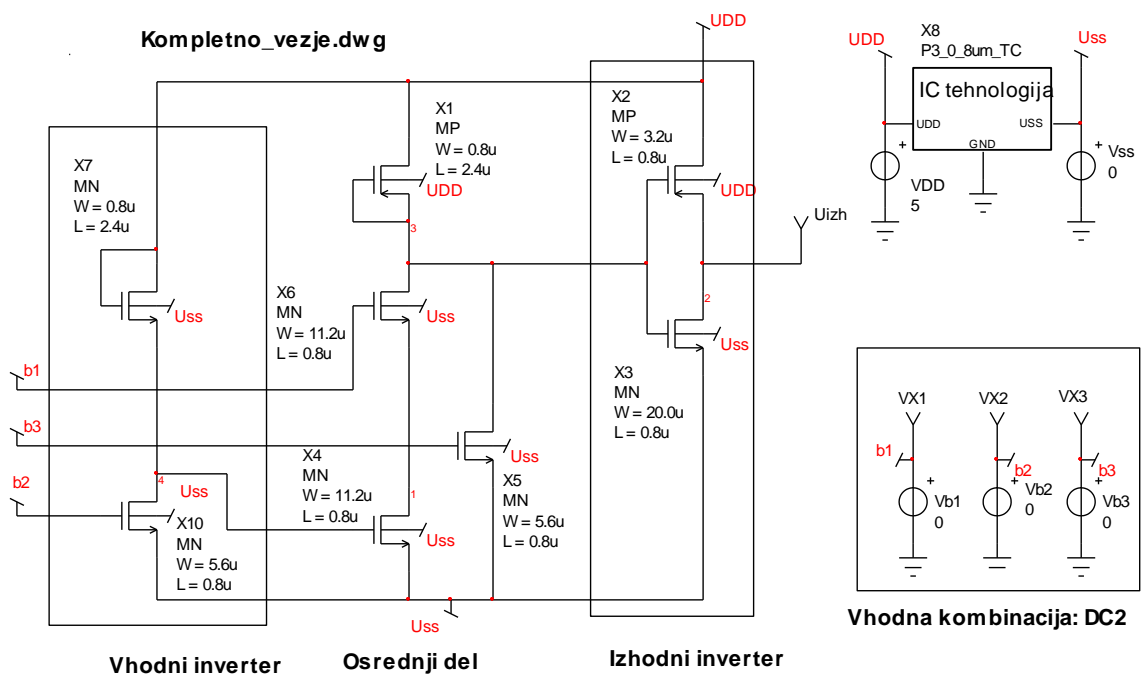 Kompletno_vezje.dwg
UDD
X1
MP
W = 0.8u
L = 2.4u
UDD
3
X2
MP
W = 3.2u
L = 0.8u
UDD
X7
MN
W = 0.8u
L = 2.4u
Uss
X6
MN
W = 11.2u
L = 0.8u
Uss
Uizh
2
Uss
X3
MN
W = 20.0u
L = 0.8u
b1
b3
b2
4
Uss
X10
MN
W = 5.6u
L = 0.8u
X4
MN
W = 11.2u
L = 0.8u
1
Uss
Uss
X5
MN
W = 5.6u
L = 0.8u
Uss
Vhodni inverter
Osrednji del
Izhodni inverter
UDD
X8
P3_0_8um_TC
Uss
IC tehnologija
UDD
USS
GND
+
VDD
5
+
Vss
0
VX1
VX2
VX3
b1
b2
b3
+
Vb1
0
+
Vb2
0
+
Vb3
0
Vhodna kombinacija: DC2